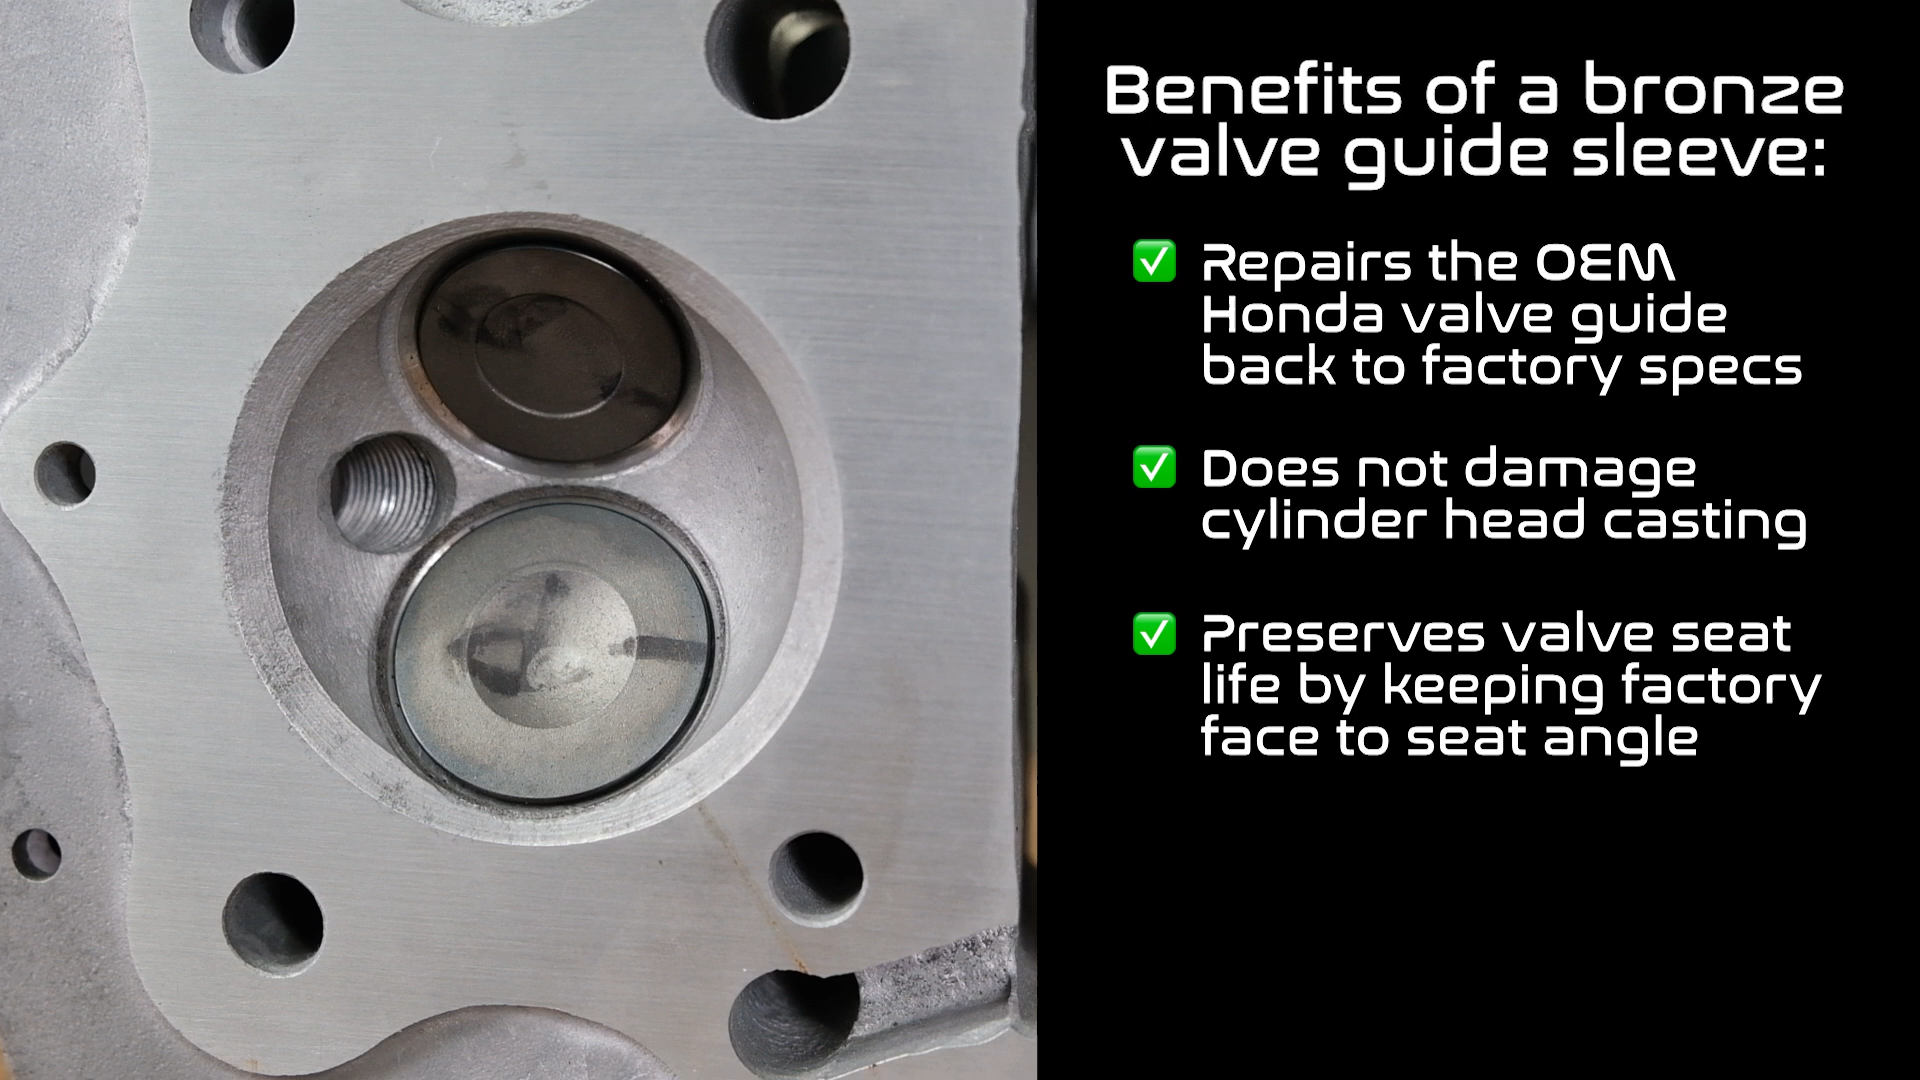 Benefits of a bronze
valve guide sleeve:
✅ Repairs the OEM
Honda valve guide
back to factory specs
✅ Does not damage
cylinder head casting
✅ Preserves valve seat
life by keeping factory
face to seat angle